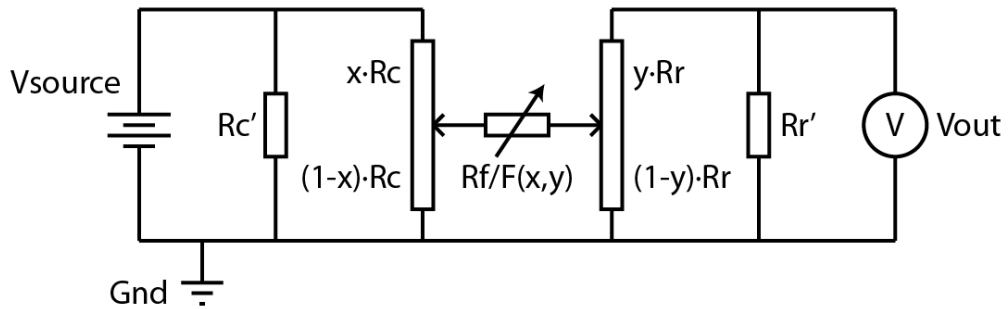 x·Rc
y·Rr
Vsource
Rc’
Rr’
V
Vout
(1-x)·Rc
Rf/F(x,y)
(1-y)·Rr
Gnd